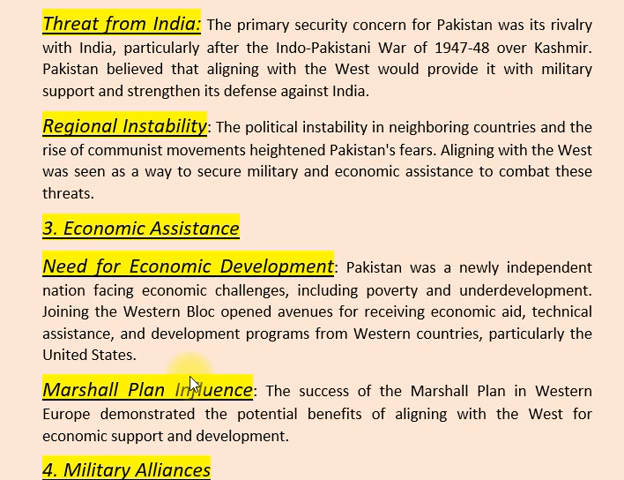 Threat from India: The primary security concern for Pakistan was its rivalry
with India, particularly after the Indo-Pakistani War of 1947-48 over Kashmir.
Pakistan believed that aligning with the West would provide it with military
support and strengthen its defense against India.
Regional Instability: The political instability in neighboring countries and the
rise of communist movements heightened Pakistan's fears. Aligning with the West
was seen as a way to secure military and economic assistance to combat these
threats.
3. Economic Assistance
Need for Economic Development: Pakistan was a newly independent
nation facing economic challenges, including poverty and underdevelopment.
Joining the Western Bloc opened avenues for receiving economic aid, technical
assistance, and development programs from Western countries, particularly the
United States.
Marshall Plan Influence: The success of the Marshall Plan in Western
Europe demonstrated the potential benefits of aligning with the West for
economic support and development.
4. Military Alliances